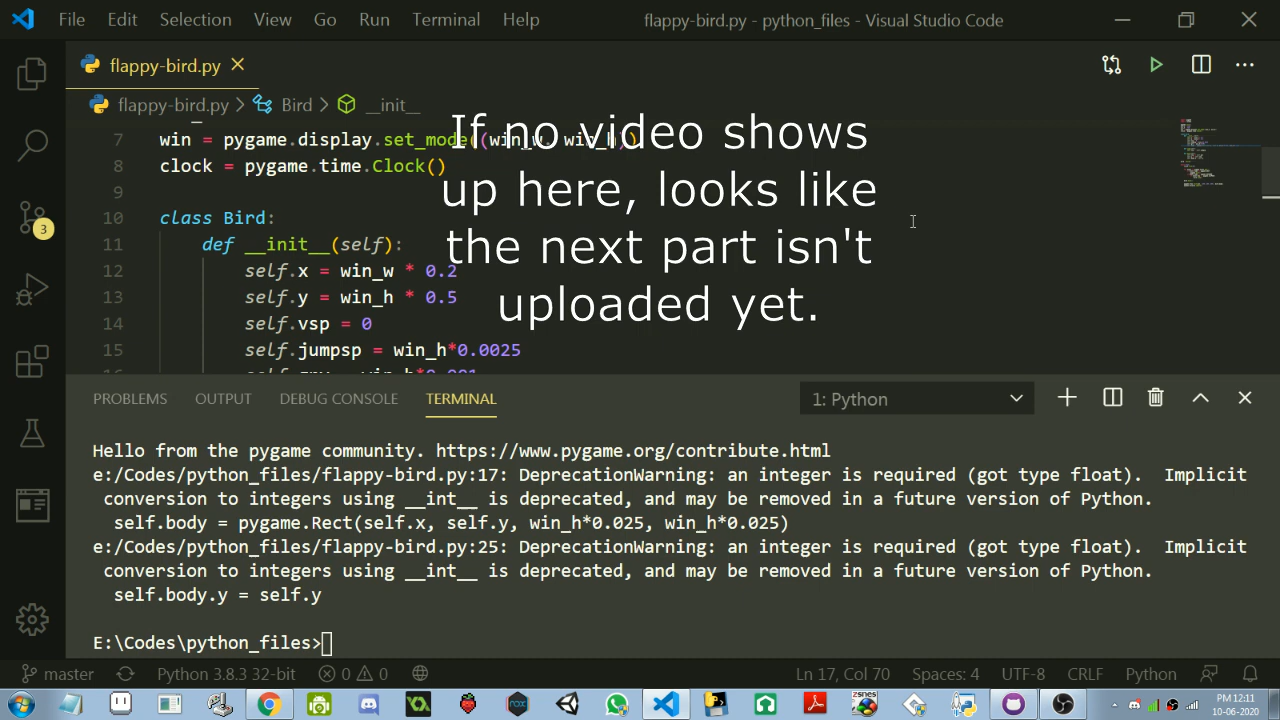 File Edit Selection View Go Run Terminal Help flappy-bird.py - python_files - Visual Studio Code
flappy-bird.py
flappy-bird.py > Bird > __init__
7 win = pygame.display.set_mode((win_w, win_h))
8 clock = pygame.time.Clock()
9
10 class Bird:
11 def __init__(self):
12 self.x = win_w * 0.2
13 self.y = win_h * 0.5
14 self.vsp = 0
15 self.jumpsp = win_h*0.0025
If no video shows
up here, looks like
the next part isn't
uploaded yet.
3
PROBLEMS OUTPUT DEBUG CONSOLE TERMINAL 1: Python
Hello from the pygame community. https://www.pygame.org/contribute.html
e:/Codes/python_files/flappy-bird.py:17: DeprecationWarning: an integer is required (got type float).  Implicit
conversion to integers using __int__ is deprecated, and may be removed in a future version of Python.
self.body = pygame.Rect(self.x, self.y, win_h*0.025, win_h*0.025)
e:/Codes/python_files/flappy-bird.py:25: DeprecationWarning: an integer is required (got type float).  Implicit
conversion to integers using __int__ is deprecated, and may be removed in a future version of Python.
self.body.y = self.y
E:\Codes\python_files>
master Python 3.8.3 32-bit 0 0 Ln 17, Col 70 Spaces: 4 UTF-8 CRLF Python
PM 12:11
10-06-2020